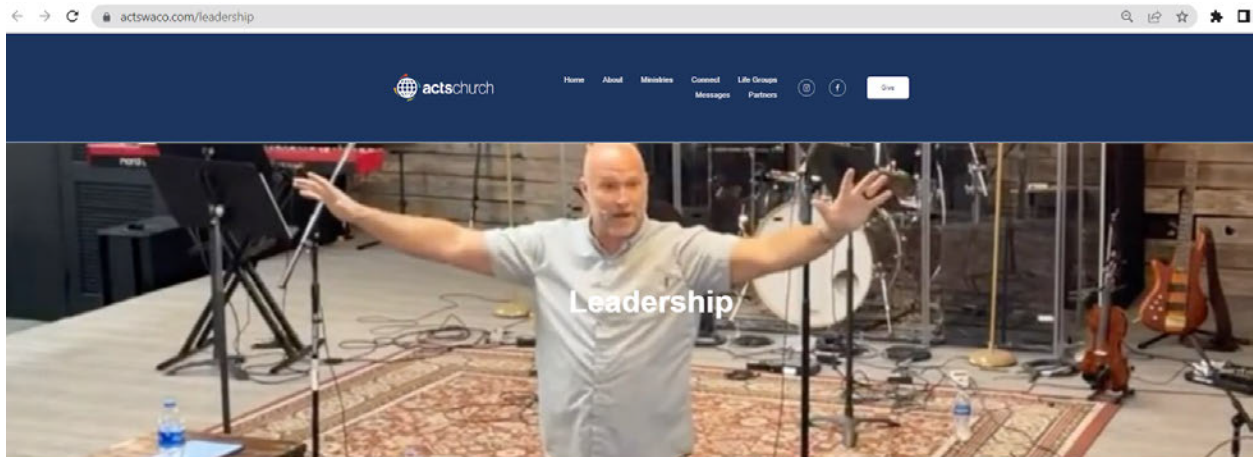 actswaco.com/leadership
actschurch
Home About Ministries Connect Life Groups
Messages Partners
Give
Leadership